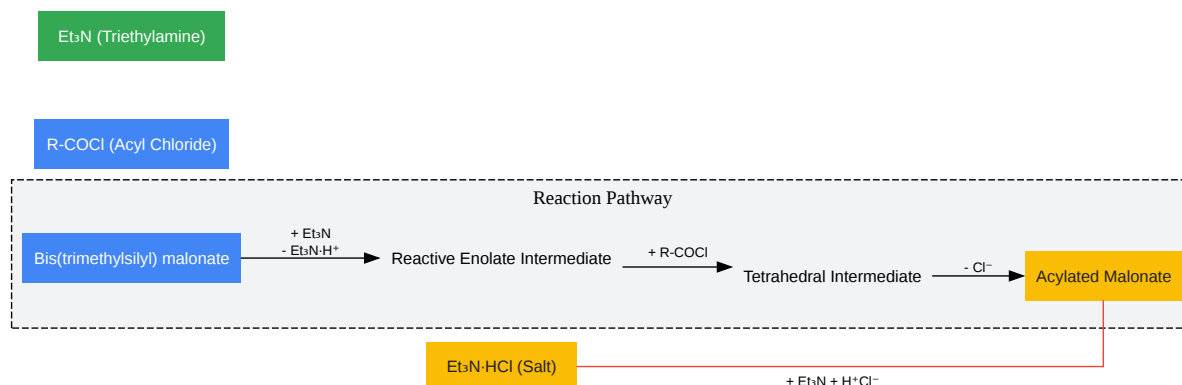 Et₃N (Triethylamine)
R-COCl (Acyl Chloride)
Reaction Pathway
Bis(trimethylsilyl) malonate
+ Et₃N
- Et₃N·H⁺
Reactive Enolate Intermediate
+ R-COCl
Tetrahedral Intermediate
- Cl⁻
Acylated Malonate
Et₃N·HCl (Salt)
+ Et₃N + H⁺Cl⁻